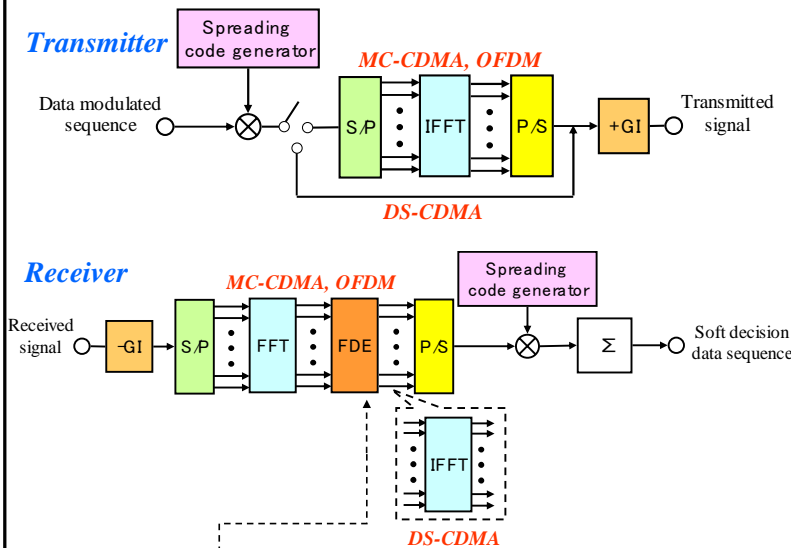 Transmitter
Spreading
code generator
MC-CDMA, OFDM
Data modulated
sequence
S/P
IFFT
P/S
+GI
Transmitted
signal
DS-CDMA
Receiver
MC-CDMA, OFDM
Spreading
code generator
Received
signal
-GI
S/P
FFT
FDE
P/S
Σ
Soft decision
data sequence
IFFT
DS-CDMA